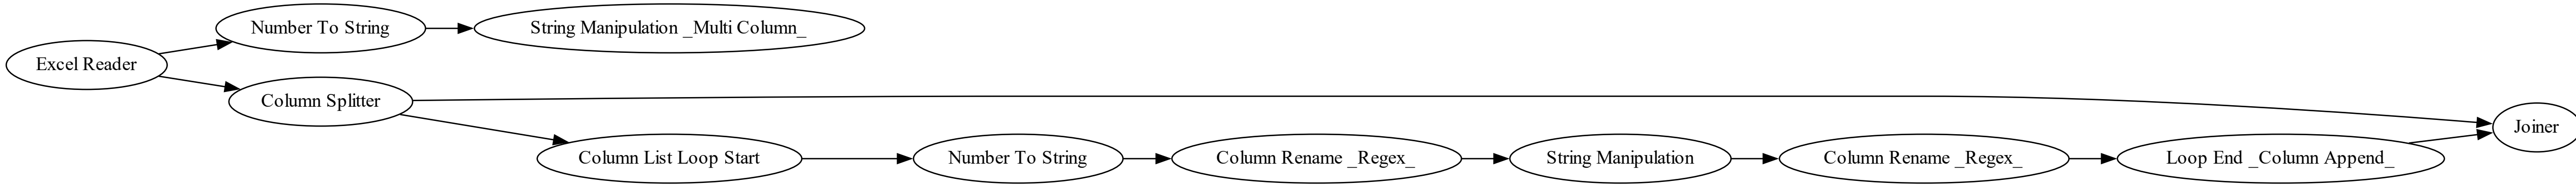 Excel Reader
Number To String
String Manipulation _Multi Column_
Column Splitter
Column List Loop Start
Number To String
Column Rename _Regex_
String Manipulation
Column Rename _Regex_
Loop End _Column Append_
Joiner